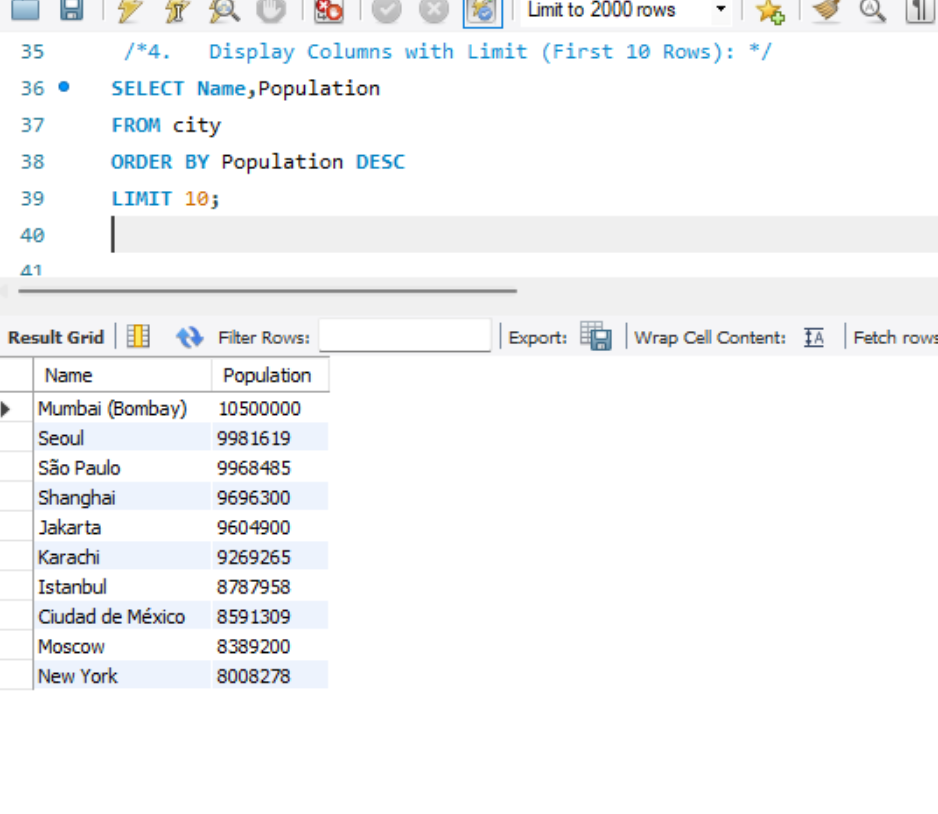 Limit to 2000 rows
35 /*4. Display Columns with Limit (First 10 Rows): */
36 SELECT Name,Population
37 FROM city
38 ORDER BY Population DESC
39 LIMIT 10;
40
41
Result Grid Filter Rows: Export: Wrap Cell Content: Fetch rows
Name Population
Mumbai (Bombay) 10500000
Seoul 9981619
São Paulo 9968485
Shanghai 9696300
Jakarta 9604900
Karachi 9269265
Istanbul 8787958
Ciudad de México 8591309
Moscow 8389200
New York 8008278